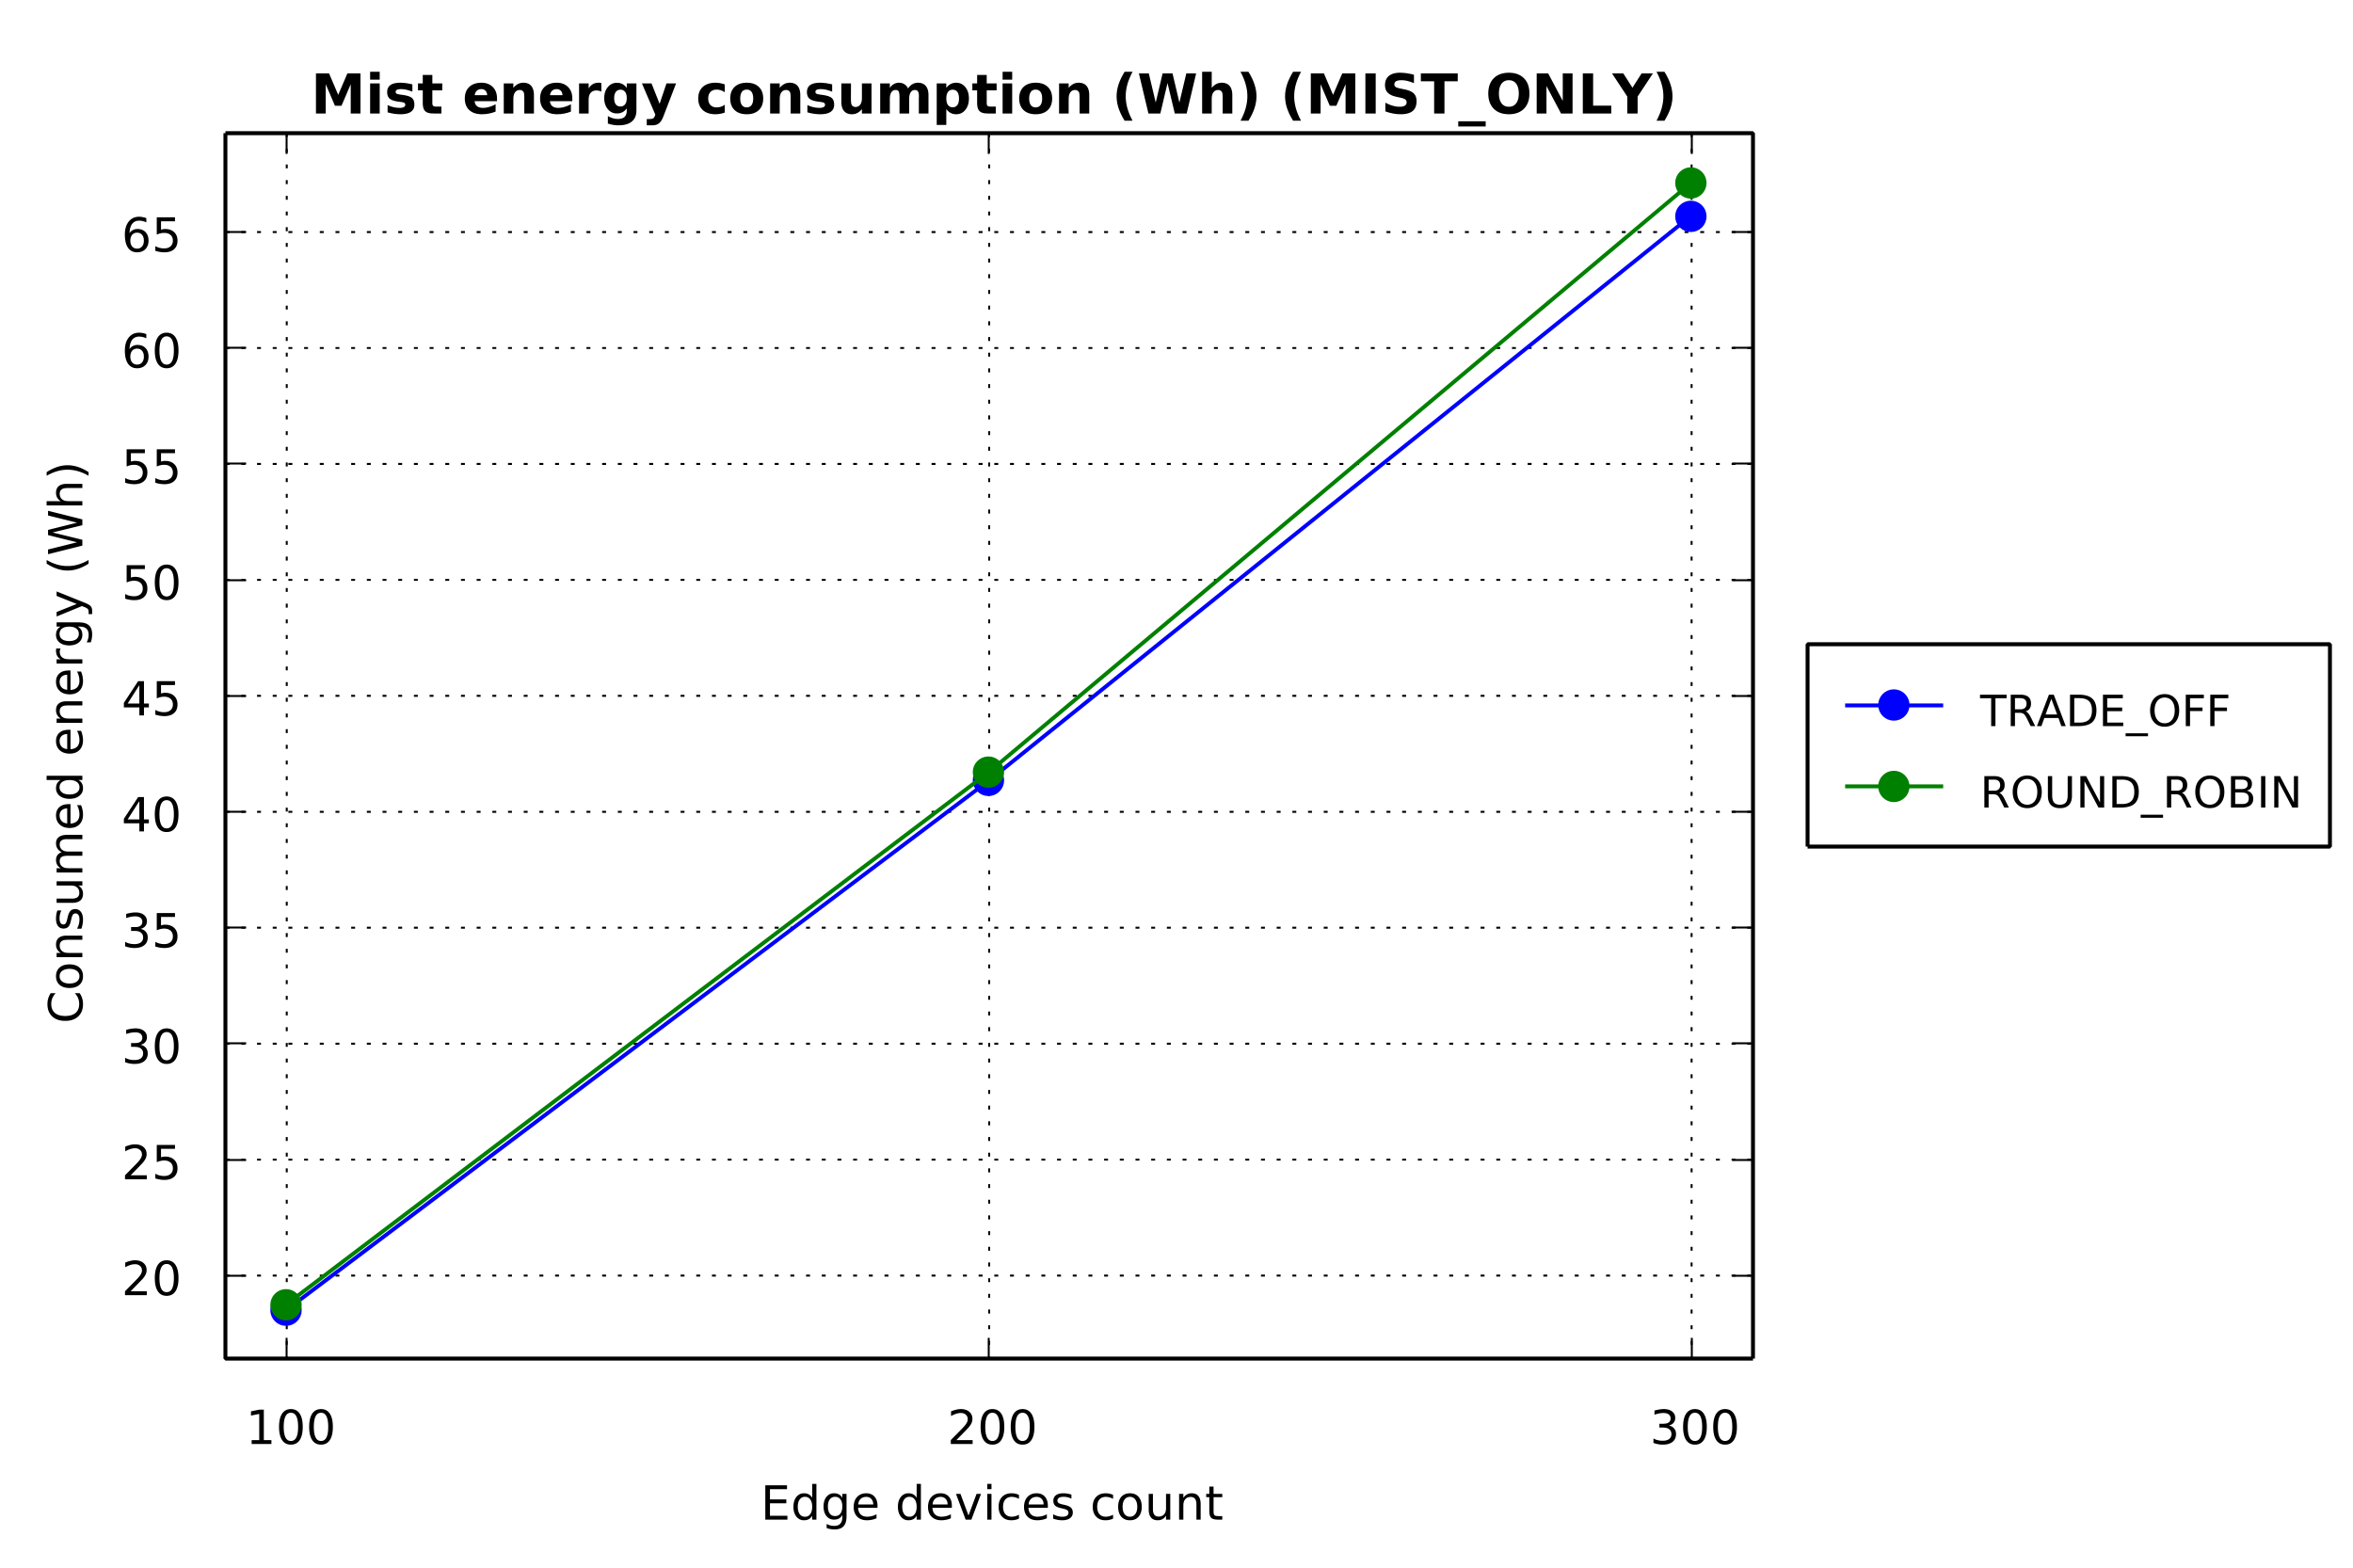 Mist energy consumption (Wh) (MIST_ONLY)
65
60
55
50
45
40
35
30
25
20
Consumed energy (Wh)
100
200
300
Edge devices count
TRADE_OFF
ROUND_ROBIN